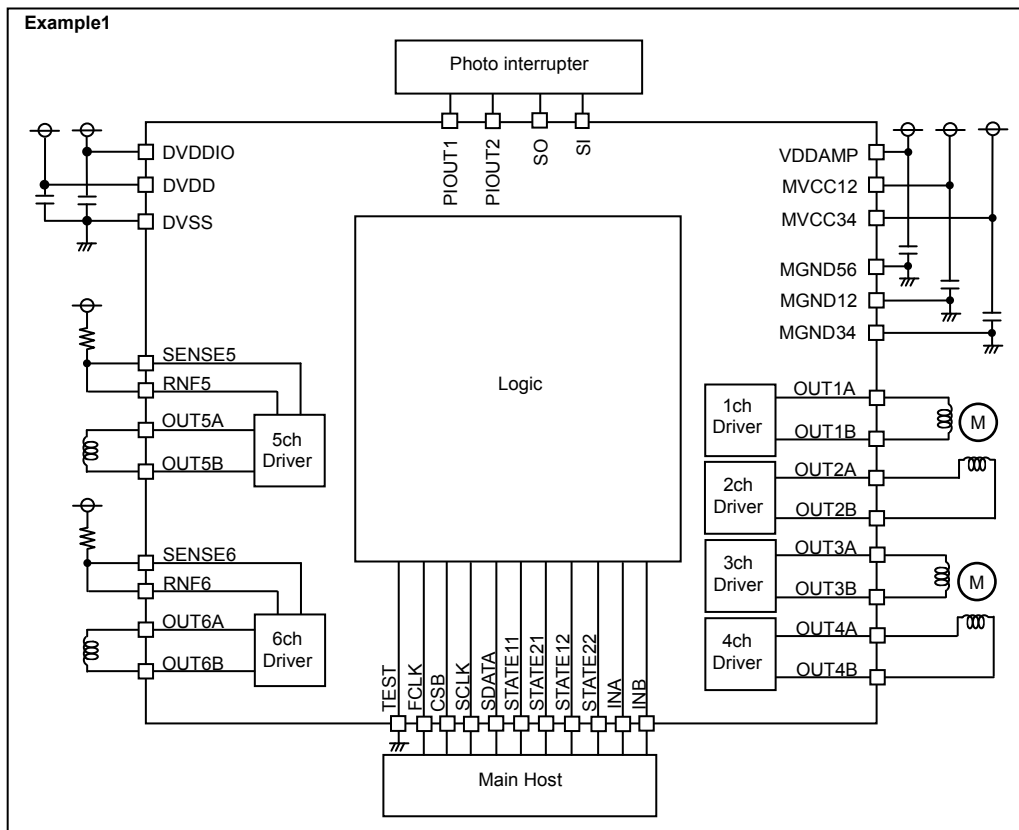 Example1
Photo interrupter
PIOUT1
PIOUT2
SO
SI
DVDDIO
DVDD
DVSS
VDDAMP
MVCC12
MVCC34
MGND56
MGND12
MGND34
Logic
SENSE5
RNF5
OUT5A
OUT5B
5ch
Driver
SENSE6
RNF6
OUT6A
OUT6B
6ch
Driver
1ch
Driver
OUT1A
OUT1B
M
2ch
Driver
OUT2A
OUT2B
3ch
Driver
OUT3A
OUT3B
M
4ch
Driver
OUT4A
OUT4B
TEST
FCLK
CSB
SCLK
SDATA
STATE11
STATE21
STATE12
STATE22
INA
INB
Main Host